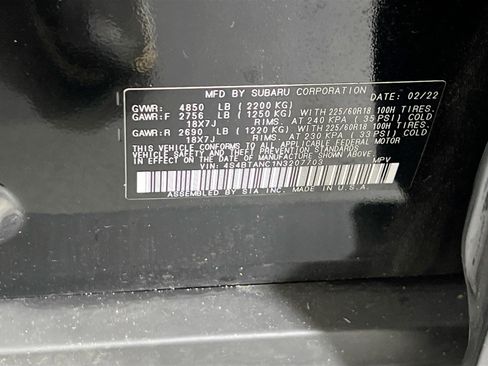 MFD BY SUBARU CORPORATION DATE: 02/22
GVWR: 4850 LB (2200 KG)
GAWR:F 2756 LB (1250 KG) WITH 225/60R18 100H TIRES.
18X7J RIMS. AT 240 KPA (35 PSI) COLD
GAWR:R 2690 LB (1220 KG) WITH 225/60R18 100H TIRES.
18X7J RIMS. AT 230 KPA (33 PSI) COLD
THIS VEHICLE CONFORMS TO ALL APPLICABLE FEDERAL MOTOR
VEHICLE SAFETY AND THEFT PREVENTION STANDARDS
IN EFFECT ON THE DATE OF MANUFACTURE SHOWN ABOVE.
VIN: 4S4BTANC1N3207703 MPV
ASSEMBLED BY SIA INC. MADE IN U.S.A.